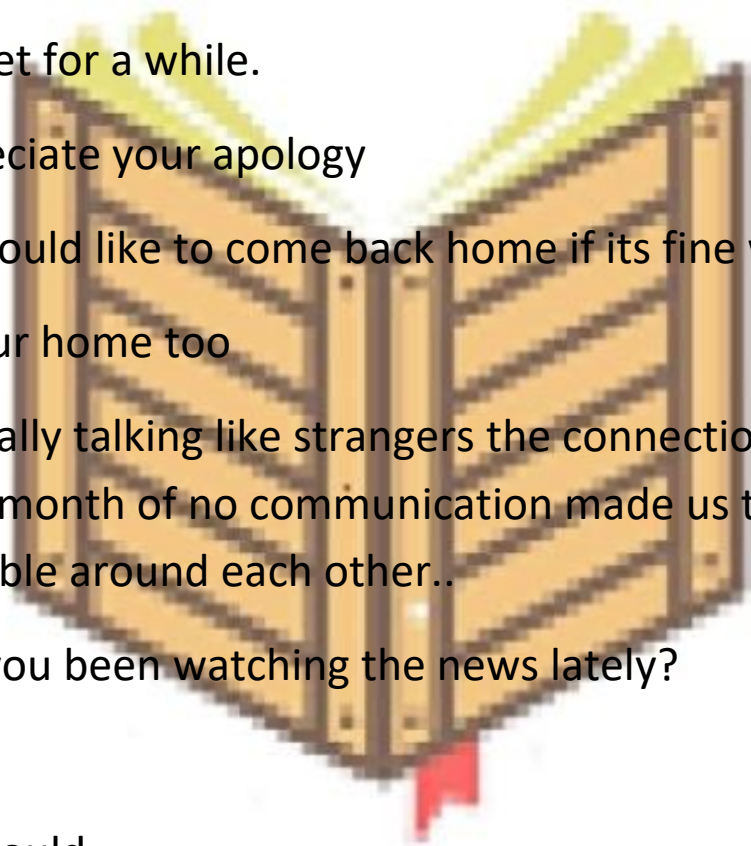 et for a while.
eciate your apology
ould like to come back home if its fine
ur home too
ally talking like strangers the connectio
month of no communication made us t
ble around each other..
you been watching the news lately?
ould